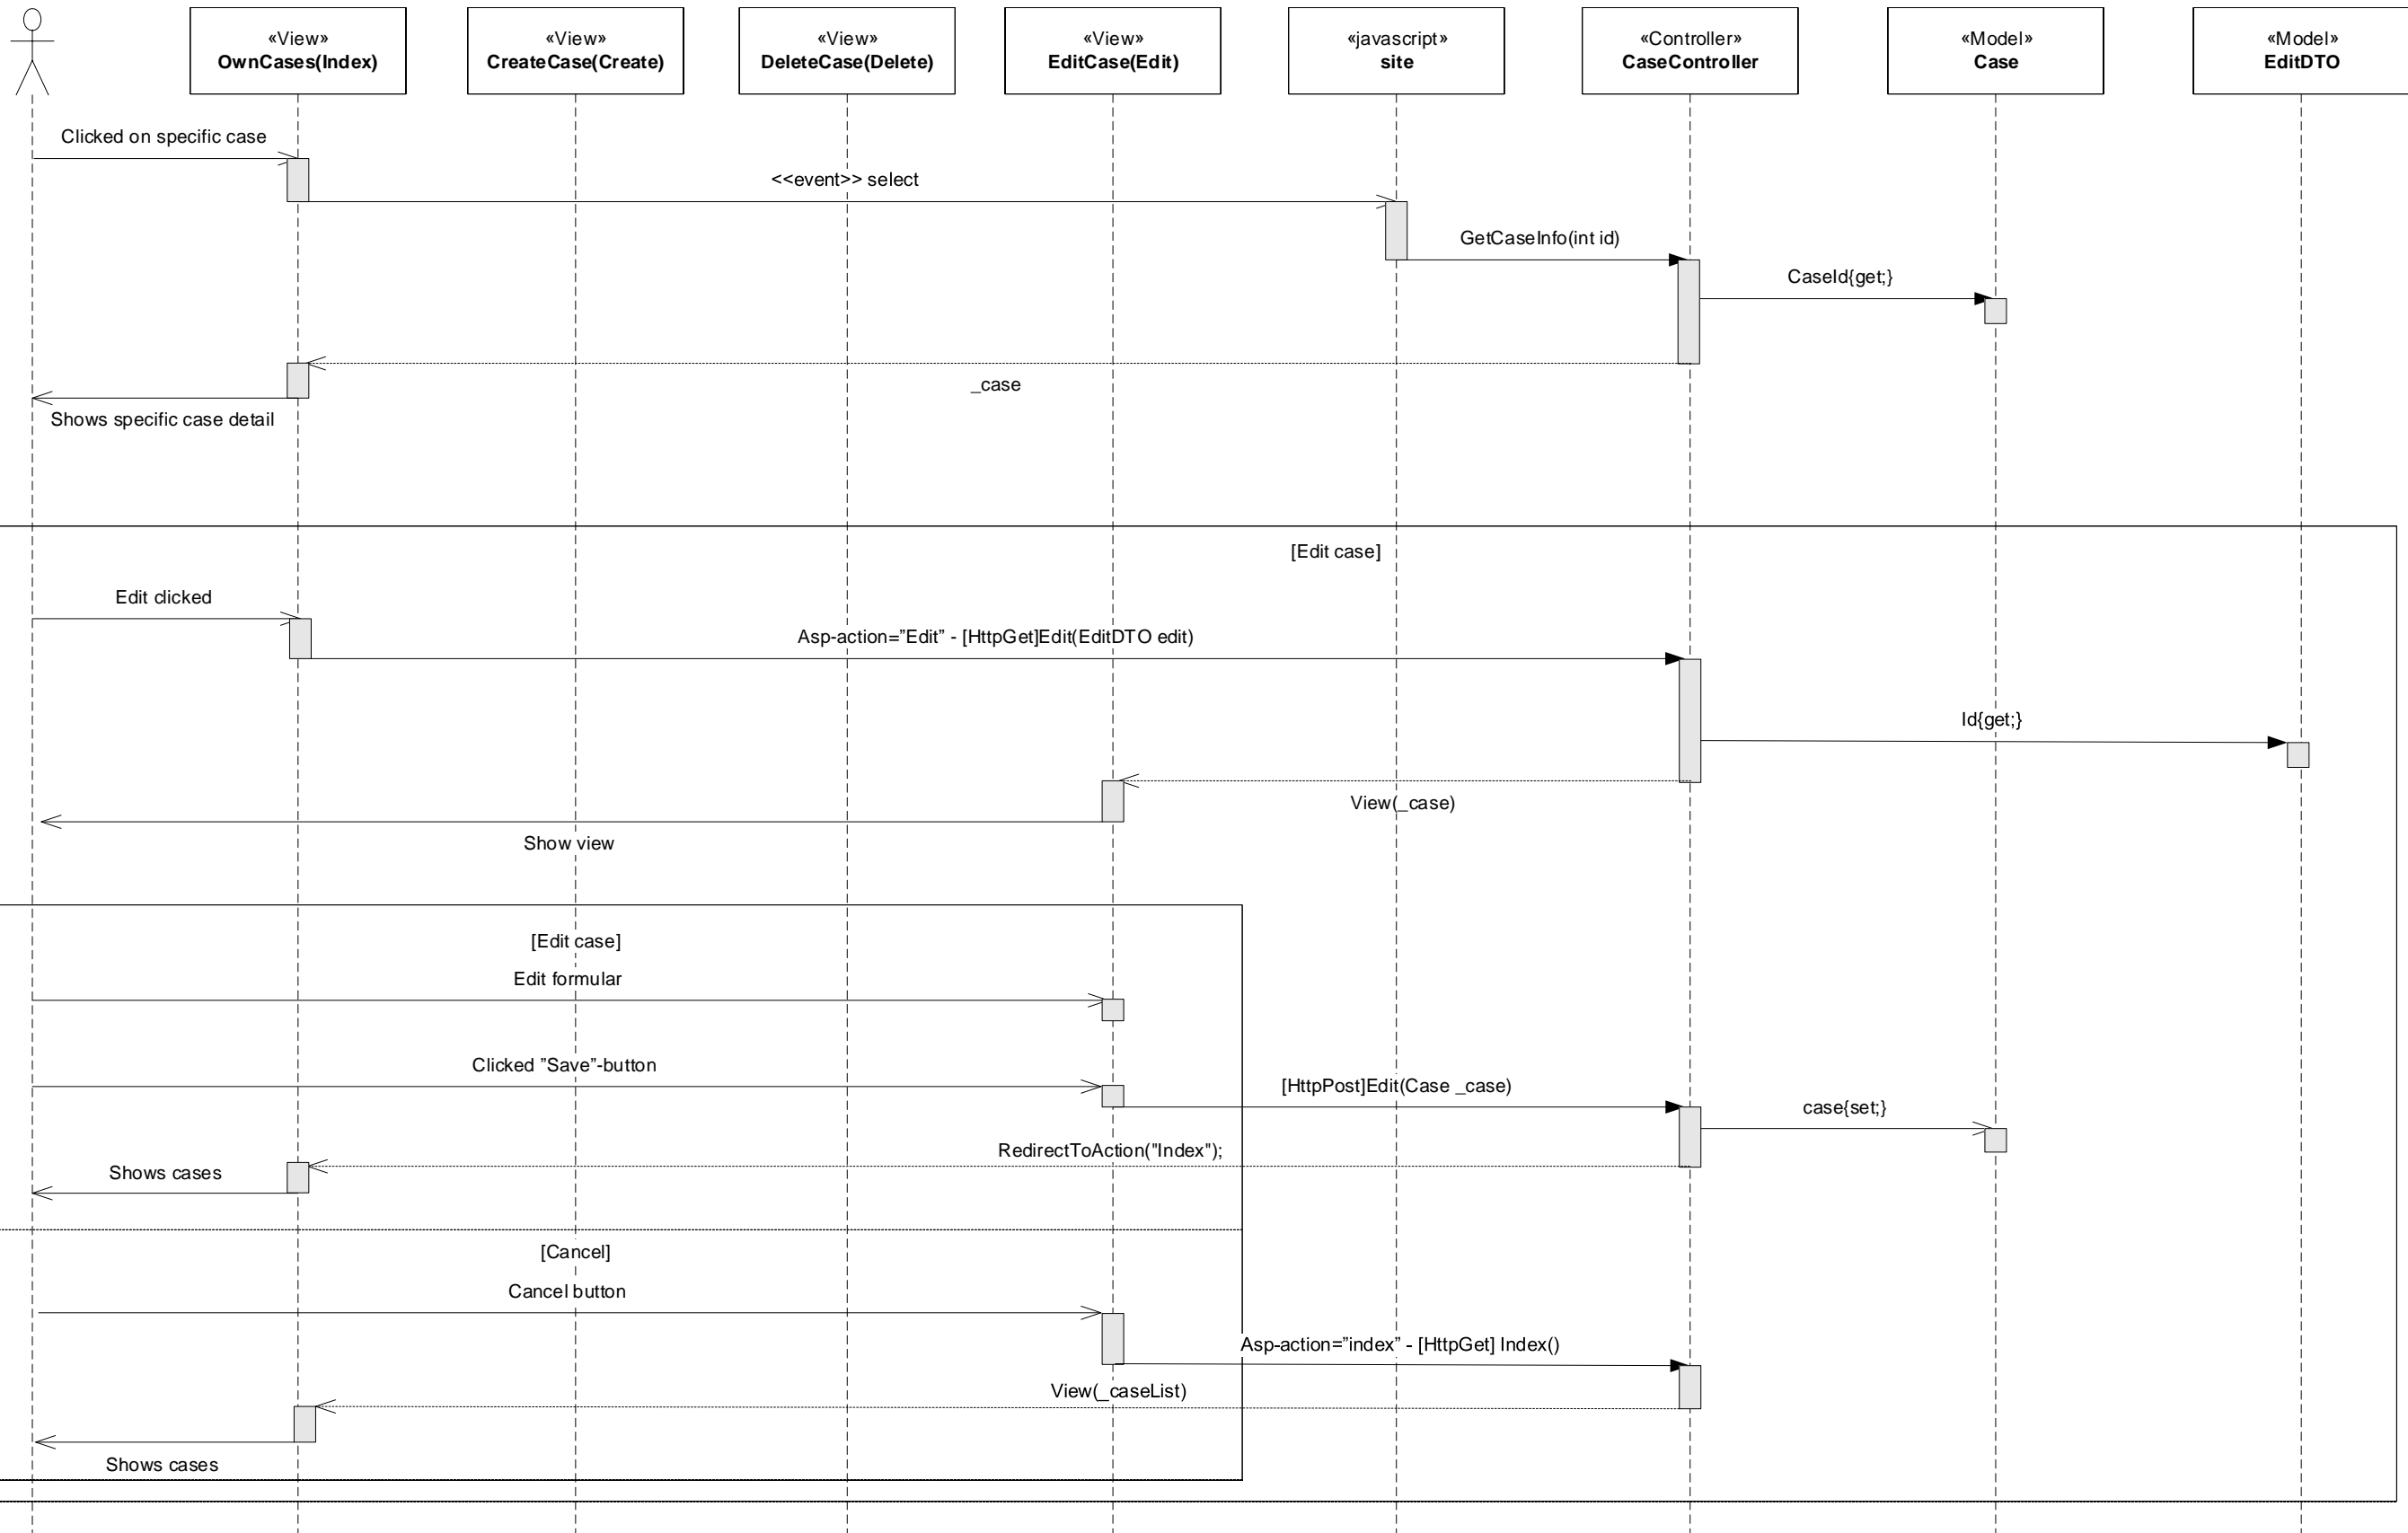 «View»
OwnCases(Index)
«View»
CreateCase(Create)
«View»
DeleteCase(Delete)
«View»
EditCase(Edit)
«javascript»
site
«Controller»
CaseController
«Model»
Case
«Model»
EditDTO
Clicked on specific case
<<event>> select
GetCaseInfo(int id)
CaseId{get;}
_case
Shows specific case detail
[Edit case]
Edit clicked
Asp-action=”Edit” - [HttpGet]Edit(EditDTO edit)
Id{get;}
View(_case)
Show view
[Edit case]
Edit formular
Clicked ”Save”-button
[HttpPost]Edit(Case _case)
case{set;}
RedirectToAction("Index");
Shows cases
[Cancel]
Cancel button
Asp-action=”index” - [HttpGet] Index()
View(_caseList)
Shows cases